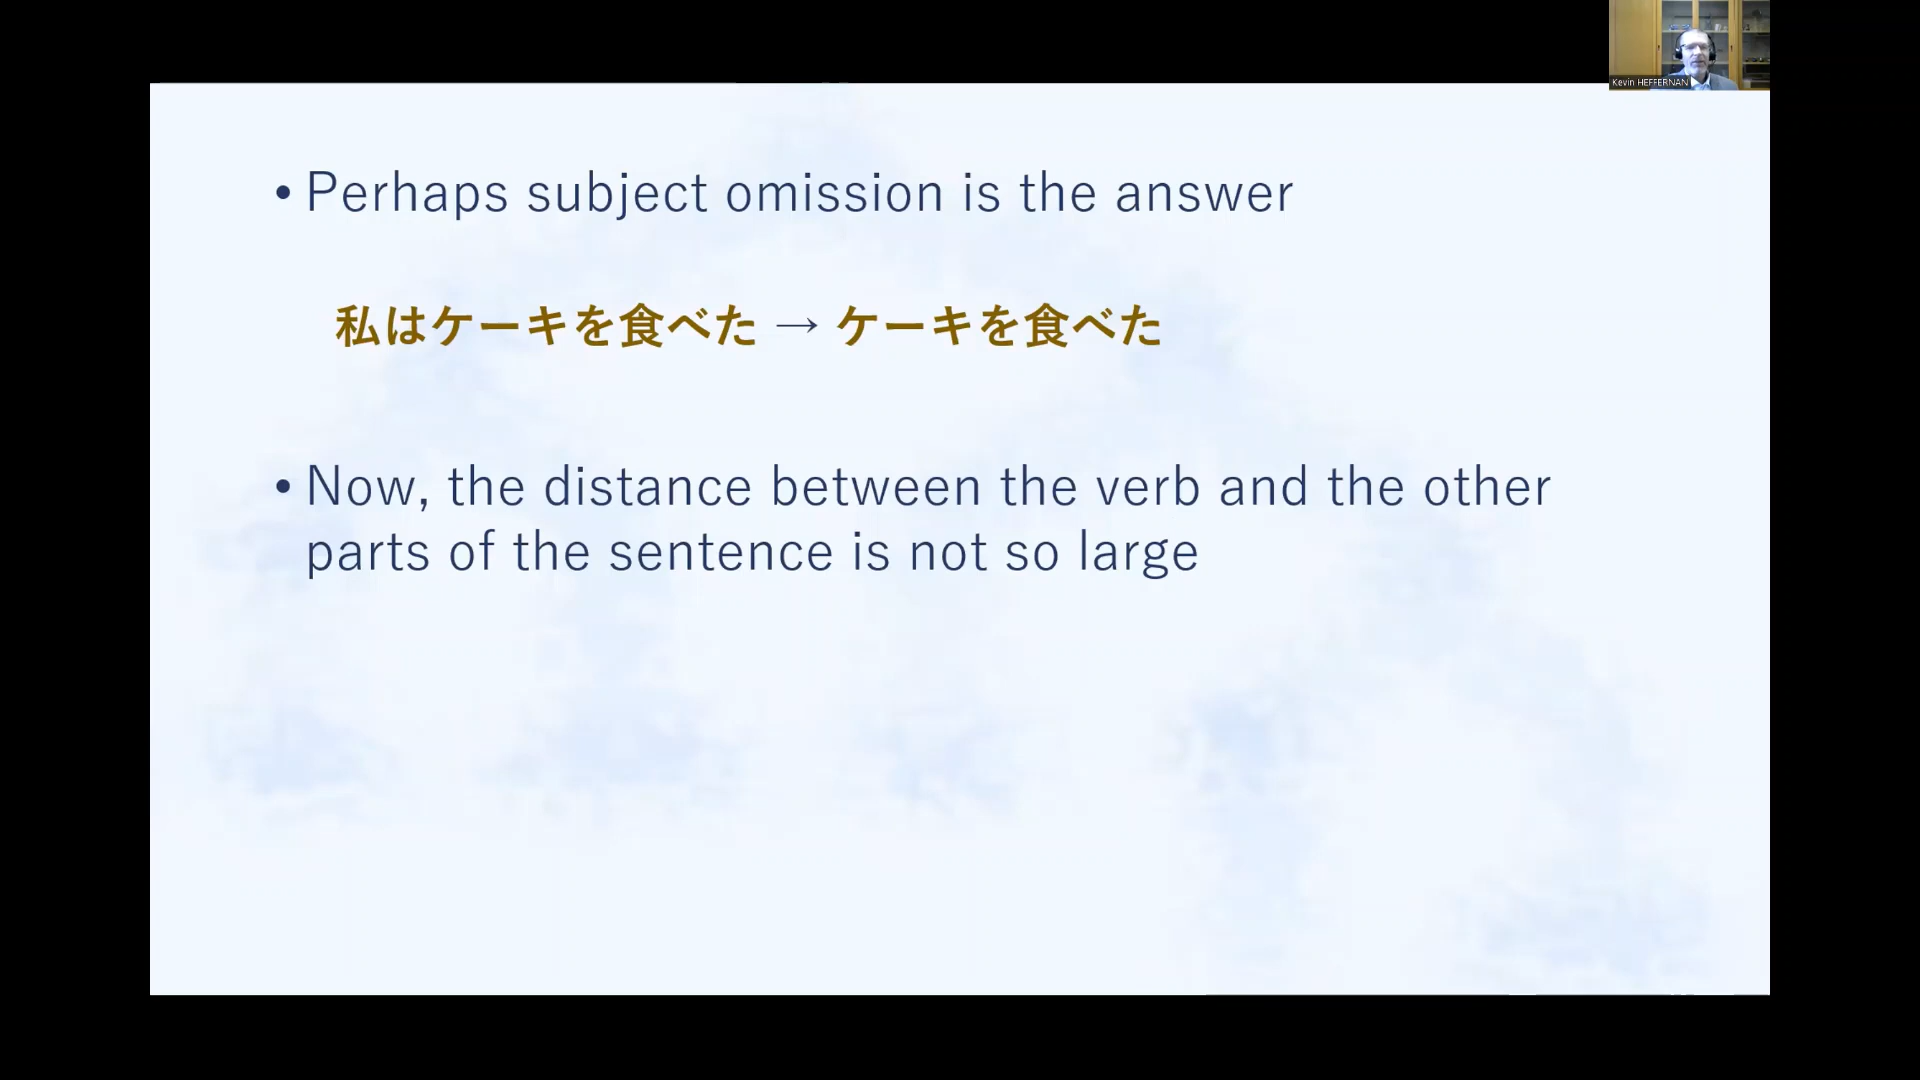 Kevin HEFFERNAN
• Perhaps subject omission is the answer
私はケーキを食べた → ケーキを食べた
• Now, the distance between the verb and the other
parts of the sentence is not so large